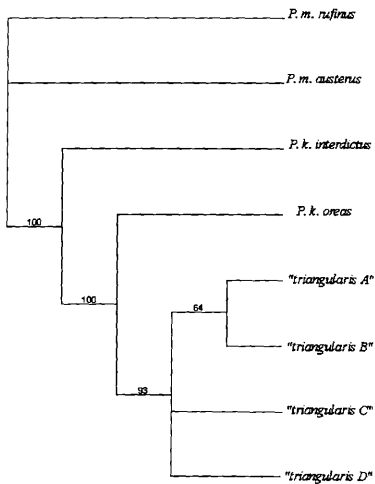 P. m. rufinus
P. m. austerus
P. k. interdictus
100
P. k. oreas
"triangularis A"
100
64
"triangularis B"
93
"triangularis C"
"triangularis D"